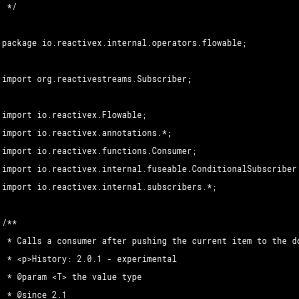 */
package io.reactivex.internal.operators.flowable;
import org.reactivestreams.Subscriber;
import io.reactivex.Flowable;
import io.reactivex.annotations.*;
import io.reactivex.functions.Consumer;
import io.reactivex.internal.fuseable.ConditionalSubscriber
import io.reactivex.internal.subscribers.*;
/**
* Calls a consumer after pushing the current item to the do
* <p>History: 2.0.1 - experimental
* @param <T> the value type
* @since 2.1